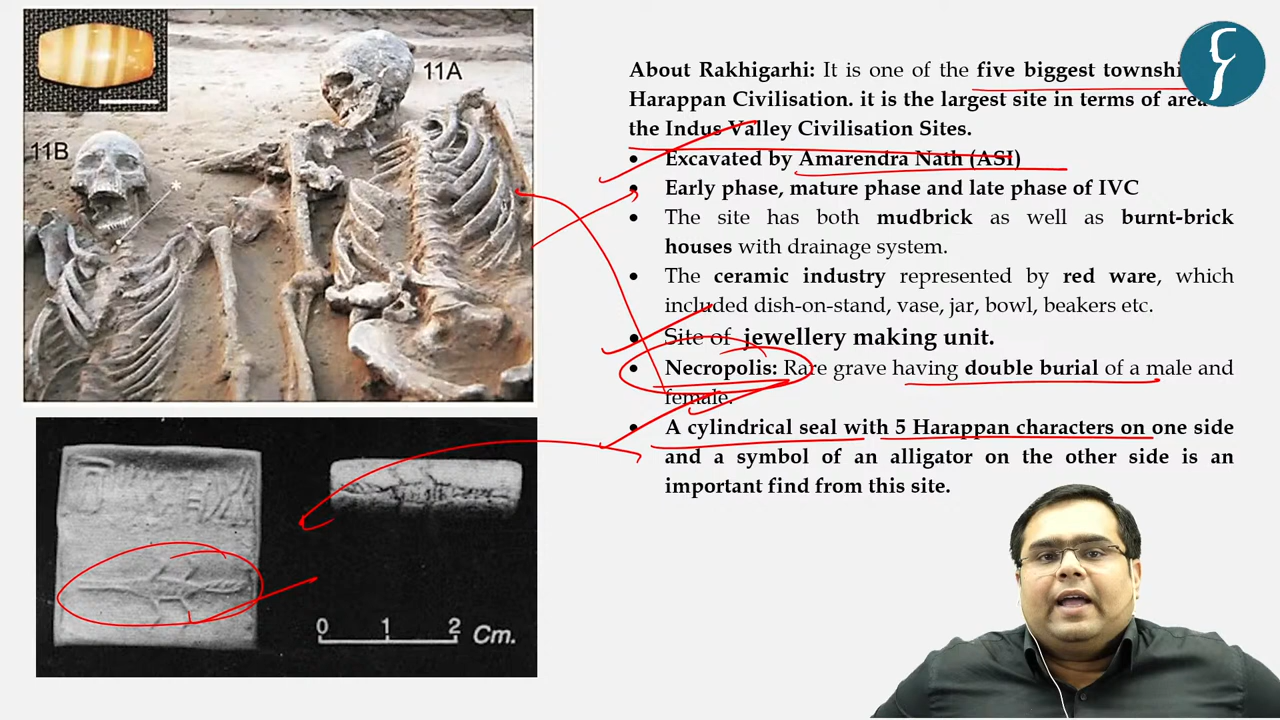 11A
11B
About Rakhigarhi: It is one of the five biggest
Harappan Civilisation. it is the largest site in terms of area
the Indus Valley Civilisation Sites.
• Excavated by Amarendra Nath (ASI)
• Early phase, mature phase and late phase of IVC
• The site has both mudbrick as well as burnt-brick
houses with drainage system.
• The ceramic industry represented by red ware, which
included dish-on-stand, vase, jar, bowl, beakers etc.
• Site of jewellery making unit.
• Necropolis: Rare grave having double burial of a male and
female.
• A cylindrical seal with 5 Harappan characters on one side
and a symbol of an alligator on the other side is an
important find from this site.
0 1 2 Cm.